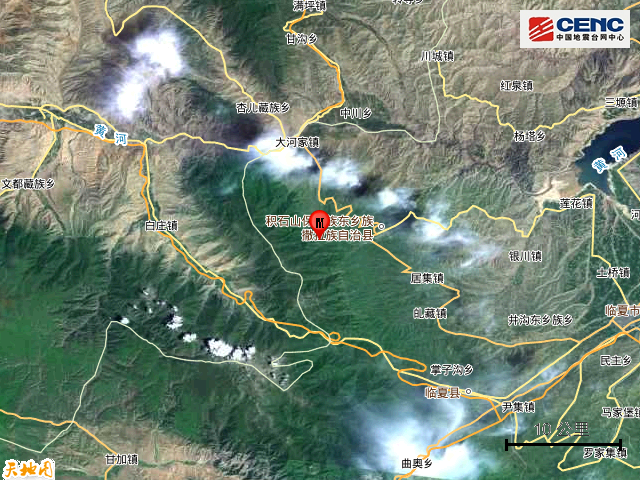 满坪镇
甘沟乡
川城镇
CENC
中国地震台网中心
红泉镇
杏儿藏族乡
中川乡
三塬镇
黄河
大河家镇
杨塔乡
黄河
文都藏族乡
莲花镇
白庄镇
积石山保安族东乡族
撒拉族自治县
河
银川镇
土桥镇
居集镇
癿藏镇
井沟东乡族乡
临夏市
民主乡
掌子沟乡
临夏县
尹集镇
马家堡镇
10 公里
罗家集镇
甘加镇
曲奥乡
天地图